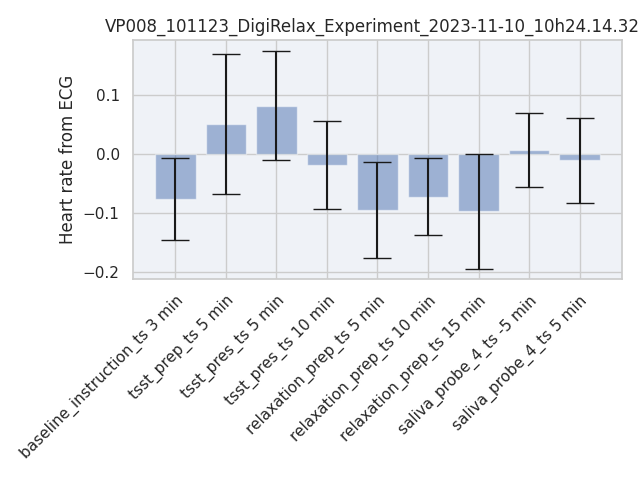 VP008_101123_DigiRelax_Experiment_2023-11-10_10h24.14.32
Heart rate from ECG
0.1
0.0
−0.1
−0.2
baseline_instruction_ts 3 min
tsst_prep_ts 5 min
tsst_pres_ts 5 min
tsst_pres_ts 10 min
relaxation_prep_ts 5 min
relaxation_prep_ts 10 min
relaxation_prep_ts 15 min
saliva_probe_4_ts -5 min
saliva_probe_4_ts 5 min